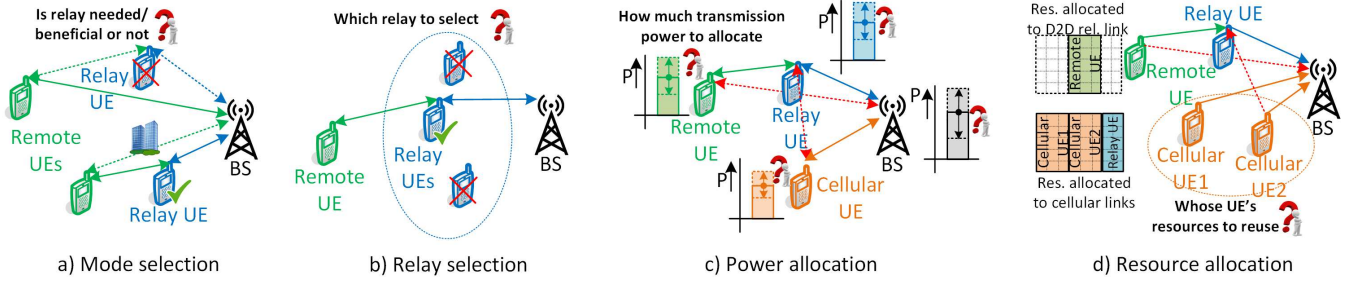 Is relay needed/
beneficial or not
Relay
UE
Remote
UEs
BS
Relay UE
a) Mode selection
Which relay to select
Relay
UEs
Remote
UE
BS
b) Relay selection
How much transmission
power to allocate
P
P
P
P
Remote
UE
Relay
UE
BS
Cellular
UE
c) Power allocation
Res. allocated
to D2D rel. link
Remote
UE
Relay UE
Remote
UE
BS
Cellular
UE1
Cellular
UE2
Relay UE
Res. allocated
to cellular links
Cellular
UE1
Cellular
UE2
Whose UE's
resources to reuse
d) Resource allocation